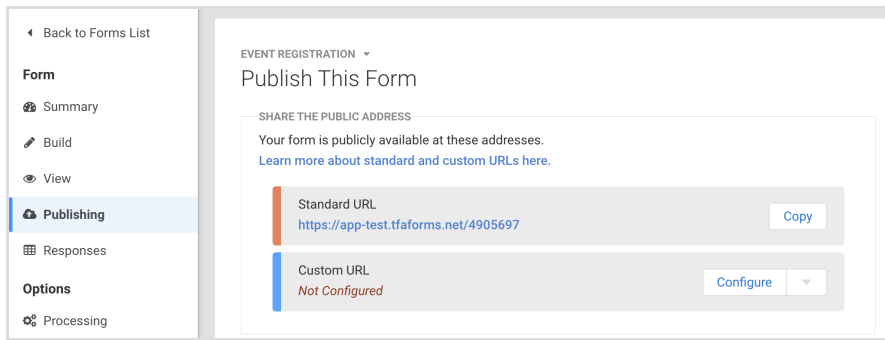 Back to Forms List
Form
Summary
Build
View
Publishing
Responses
Options
Processing
EVENT REGISTRATION
Publish This Form
SHARE THE PUBLIC ADDRESS
Your form is publicly available at these addresses.
Learn more about standard and custom URLs here.
Standard URL
https://app-test.tfaforms.net/4905697
Copy
Custom URL
Not Configured
Configure